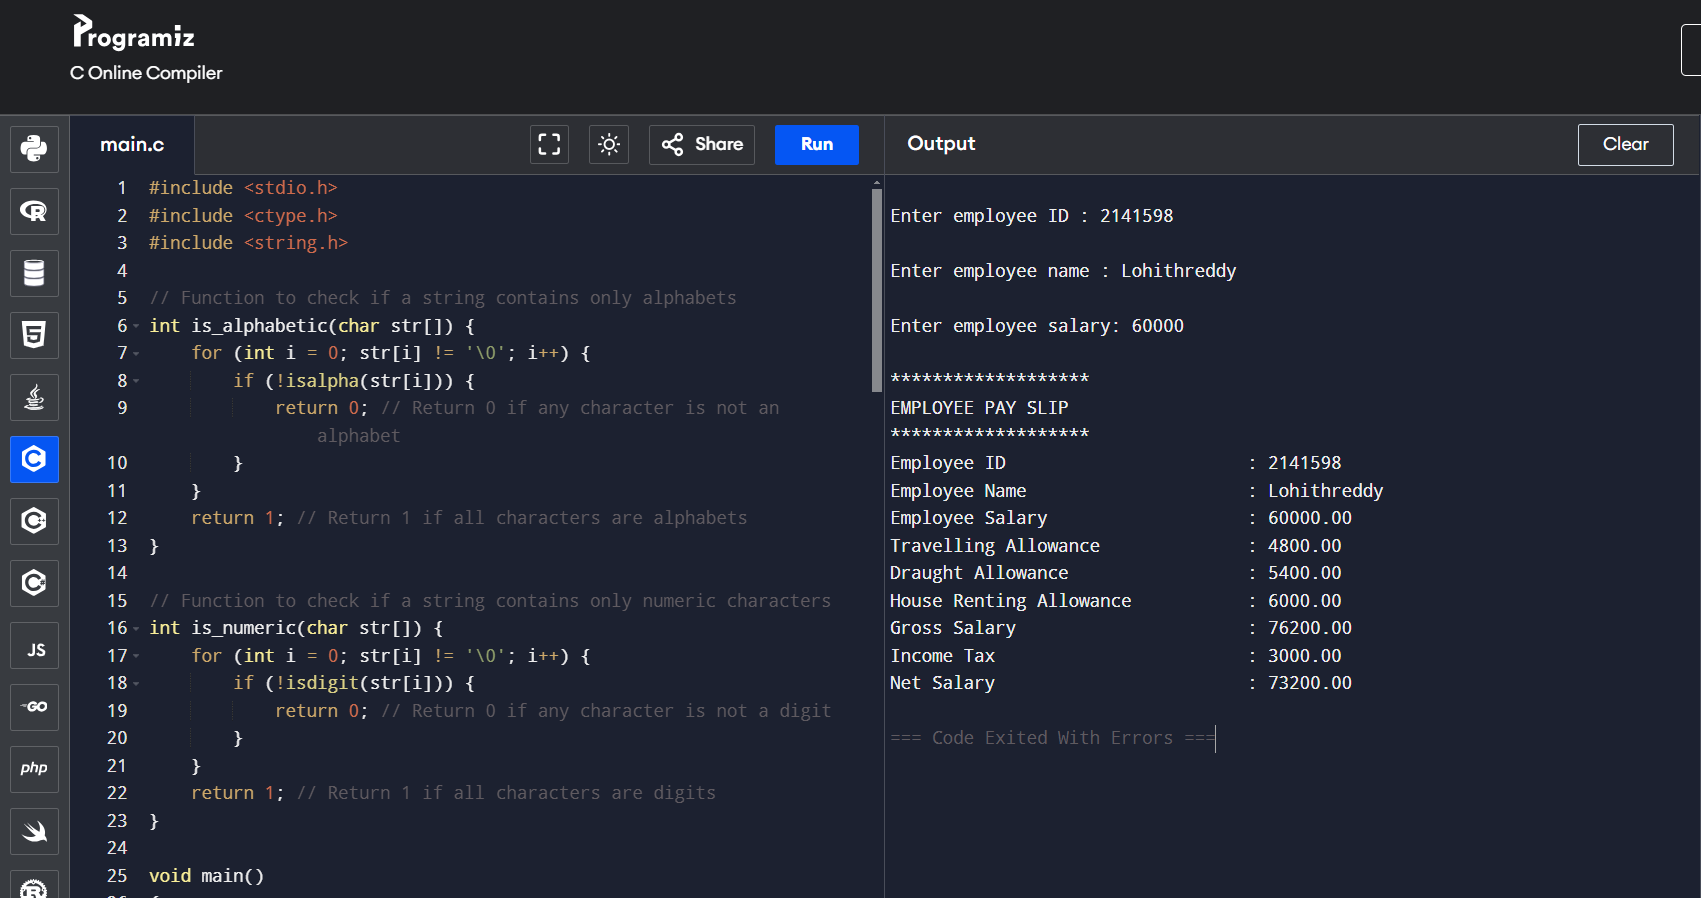 Programiz
C Online Compiler
main.c
Share
Run
Output
Clear
1 #include <stdio.h>
2 #include <ctype.h>
3 #include <string.h>
4
5 // Function to check if a string contains only alphabets
6 int is_alphabetic(char str[]) {
7     for (int i = 0; str[i] != '\0'; i++) {
8         if (!isalpha(str[i])) {
9             return 0; // Return 0 if any character is not an
                alphabet
10         }
11     }
12     return 1; // Return 1 if all characters are alphabets
13 }
14
15 // Function to check if a string contains only numeric characters
16 int is_numeric(char str[]) {
17     for (int i = 0; str[i] != '\0'; i++) {
18         if (!isdigit(str[i])) {
19             return 0; // Return 0 if any character is not a digit
20         }
21     }
22     return 1; // Return 1 if all characters are digits
23 }
24
25 void main()
Enter employee ID : 2141598
Enter employee name : Lohithreddy
Enter employee salary: 60000
*******************
EMPLOYEE PAY SLIP
*******************
Employee ID : 2141598
Employee Name : Lohithreddy
Employee Salary : 60000.00
Travelling Allowance : 4800.00
Draught Allowance : 5400.00
House Renting Allowance : 6000.00
Gross Salary : 76200.00
Income Tax : 3000.00
Net Salary : 73200.00
=== Code Exited With Errors ===
R
5
C
C
C
JS
GO
php
R